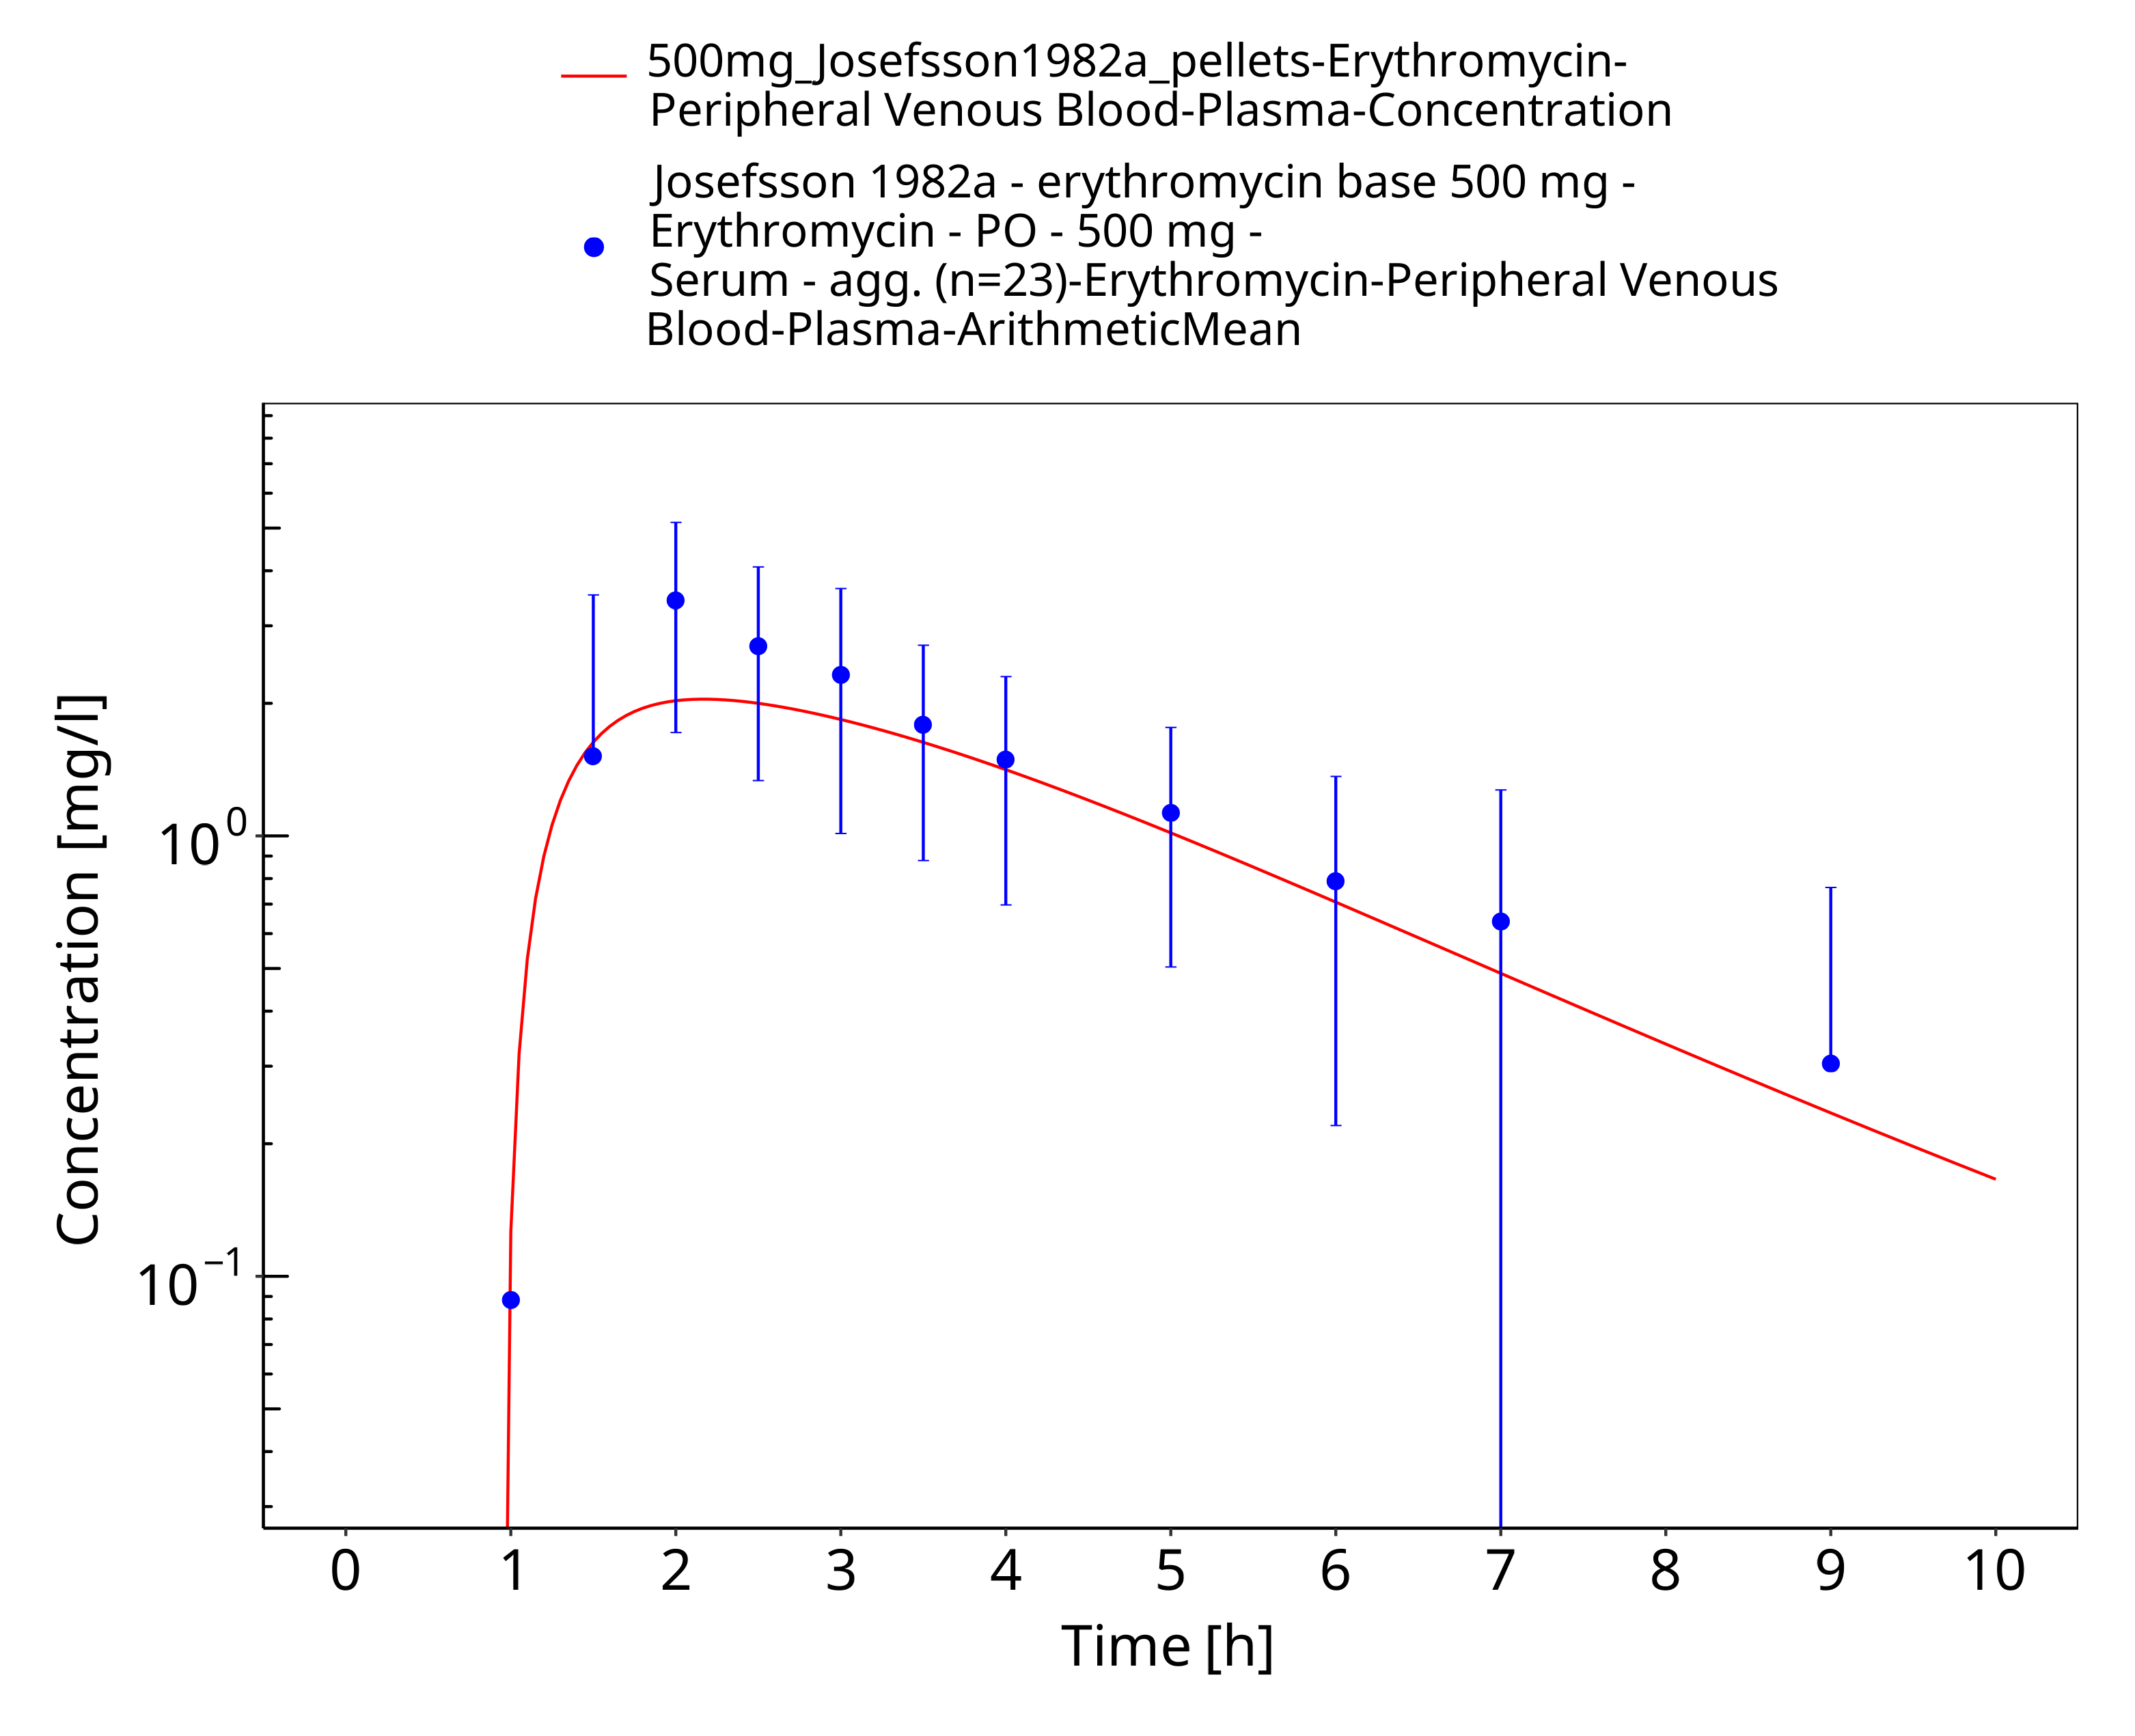 500mg_Josefsson1982a_pellets-Erythromycin-
Peripheral Venous Blood-Plasma-Concentration
Josefsson 1982a - erythromycin base 500 mg -
Erythromycin - PO - 500 mg -
Serum - agg. (n=23)-Erythromycin-Peripheral Venous
Blood-Plasma-ArithmeticMean
Concentration [mg/l]
10⁰
10⁻¹
0 1 2 3 4 5 6 7 8 9 10
Time [h]